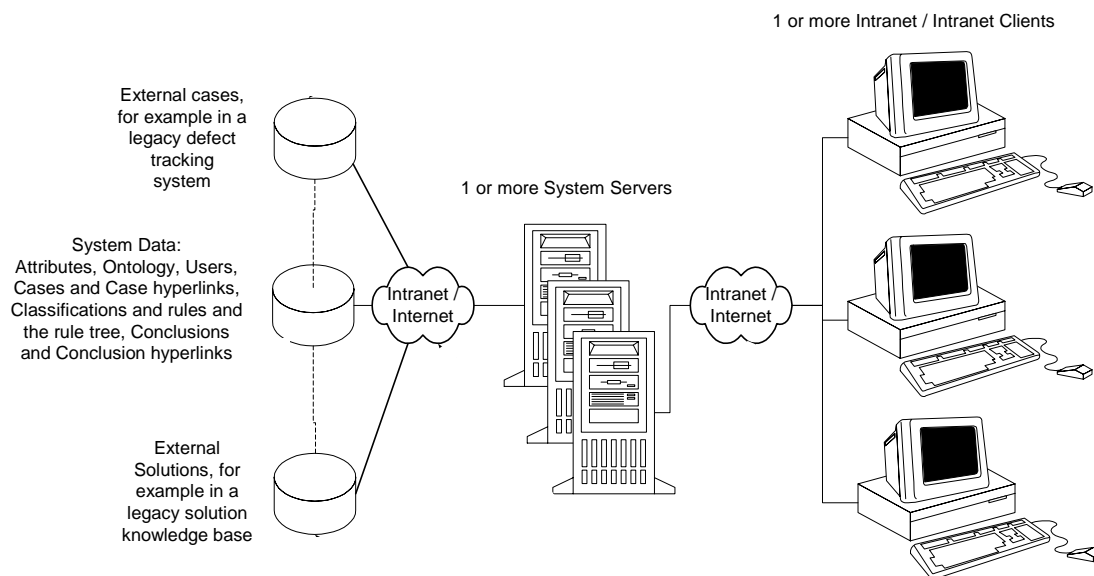 1 or more Intranet / Intranet Clients
External cases,
for example in a
legacy defect
tracking
system
1 or more System Servers
System Data:
Attributes, Ontology, Users,
Cases and Case hyperlinks,
Classifications and rules and
the rule tree, Conclusions
and Conclusion hyperlinks
Intranet /
Internet
Intranet /
Internet
External
Solutions, for
example in a
legacy solution
knowledge base